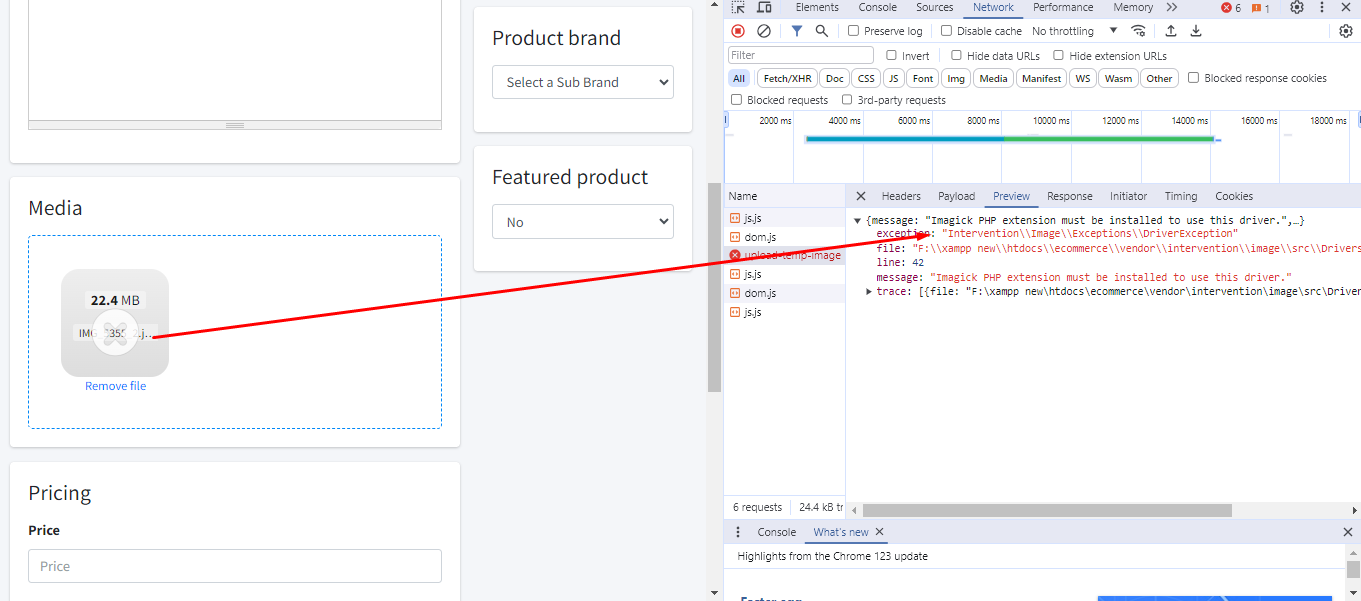 Product brand
Select a Sub Brand
Featured product
No
Media
22.4 MB
Remove file
Pricing
Price
Price
Elements Console Sources Network Performance Memory 6 1
Preserve log Disable cache No throttling
Filter Invert Hide data URLs Hide extension URLs
All Fetch/XHR Doc CSS JS Font Img Media Manifest WS Wasm Other Blocked response cookies
Blocked requests 3rd-party requests
2000 ms 4000 ms 6000 ms 8000 ms 10000 ms 12000 ms 14000 ms 16000 ms 18000 ms
Name
js.js
dom.js
upload-temp-image
js.js
dom.js
js.js
6 requests 24.4 kB tr
Headers Payload Preview Response Initiator Timing Cookies
{message: "Imagick PHP extension must be installed to use this driver.",…}
exception: "Intervention\\Image\\Exceptions\\DriverException"
file: "F:\\xampp new\\htdocs\\ecommerce\\vendor\\intervention\\image\\src\\Drivers
line: 42
message: "Imagick PHP extension must be installed to use this driver."
trace: [{file: "F:\xampp new\htdocs\ecommerce\vendor\intervention\image\src\Driver
Console What's new
Highlights from the Chrome 123 update